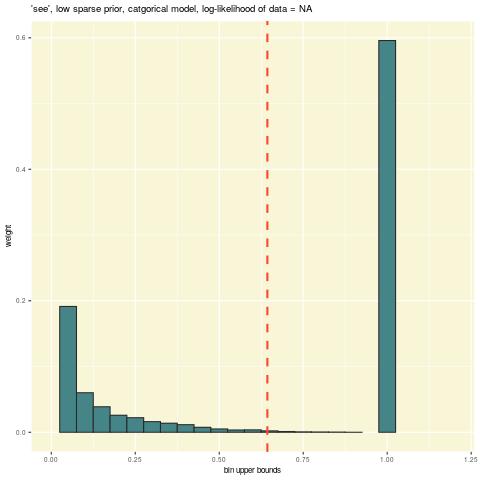 'see', low sparse prior, catgorical model, log-likelihood of data = NA
0.6
0.4
0.2
0.0
weight
0.00 0.25 0.50 0.75 1.00 1.25
bin upper bounds